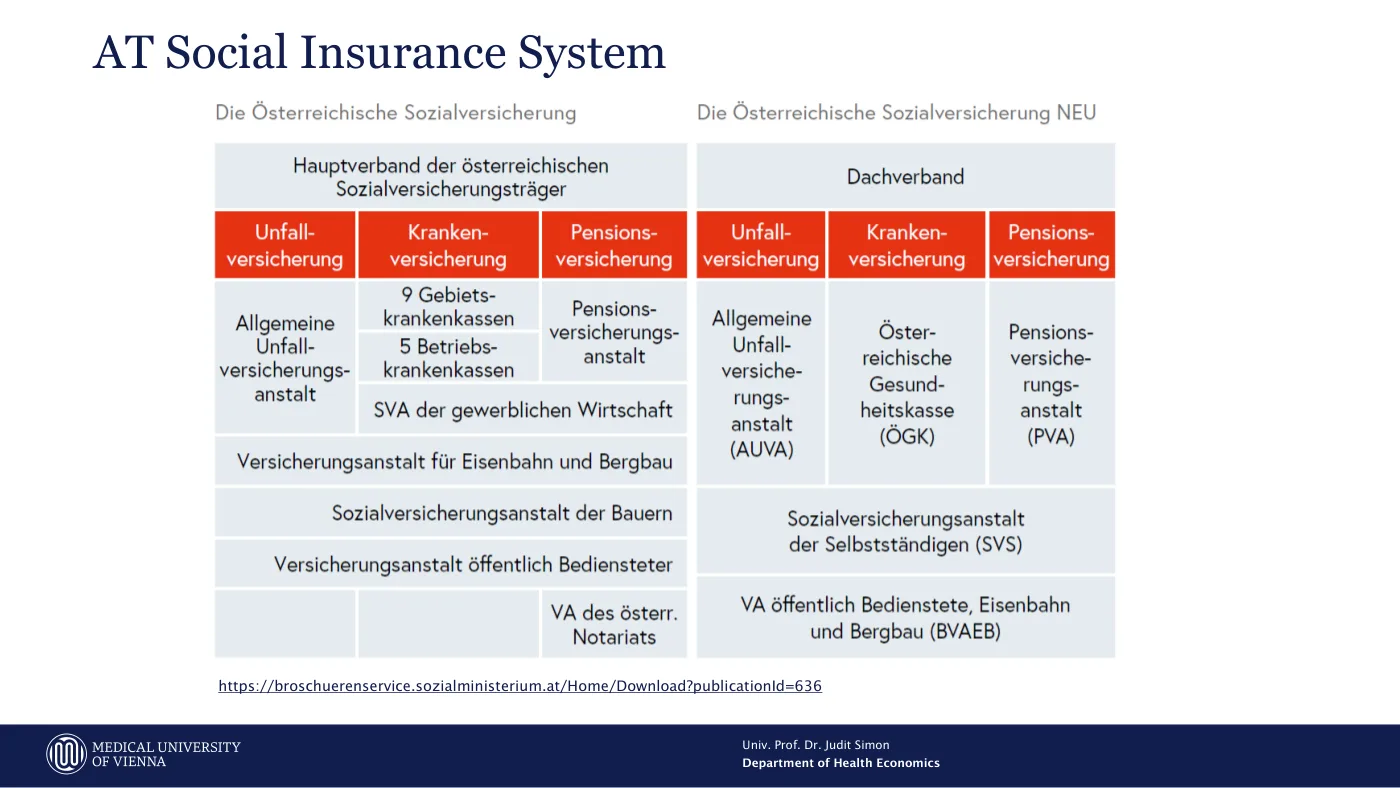 AT Social Insurance System
Die Österreichische Sozialversicherung
Hauptverband der österreichischen
Sozialversicherungsträger
Unfall-
versicherung
Kranken-
versicherung
Pensions-
versicherung
Allgemeine
Unfall-
versicherungs-
anstalt
9 Gebiets-
krankenkassen
5 Betriebs-
krankenkassen
Pensions-
versicherungs-
anstalt
SVA der gewerblichen Wirtschaft
Versicherungsanstalt für Eisenbahn und Bergbau
Sozialversicherungsanstalt der Bauern
Versicherungsanstalt öffentlich Bediensteter
VA des österr.
Notariats
Die Österreichische Sozialversicherung NEU
Dachverband
Unfall-
versicherung
Kranken-
versicherung
Pensions-
versicherung
Allgemeine
Unfall-
versiche-
rungs-
anstalt
(AUVA)
Öster-
reichische
Gesund-
heitskasse
(ÖGK)
Pensions-
versiche-
rungs-
anstalt
(PVA)
Sozialversicherungsanstalt
der Selbstständigen (SVS)
VA öffentlich Bedienstete, Eisenbahn
und Bergbau (BVAEB)
https://broschuerenservice.sozialministerium.at/Home/Download?publicationId=636
MEDICAL UNIVERSITY
OF VIENNA
Univ. Prof. Dr. Judit Simon
Department of Health Economics